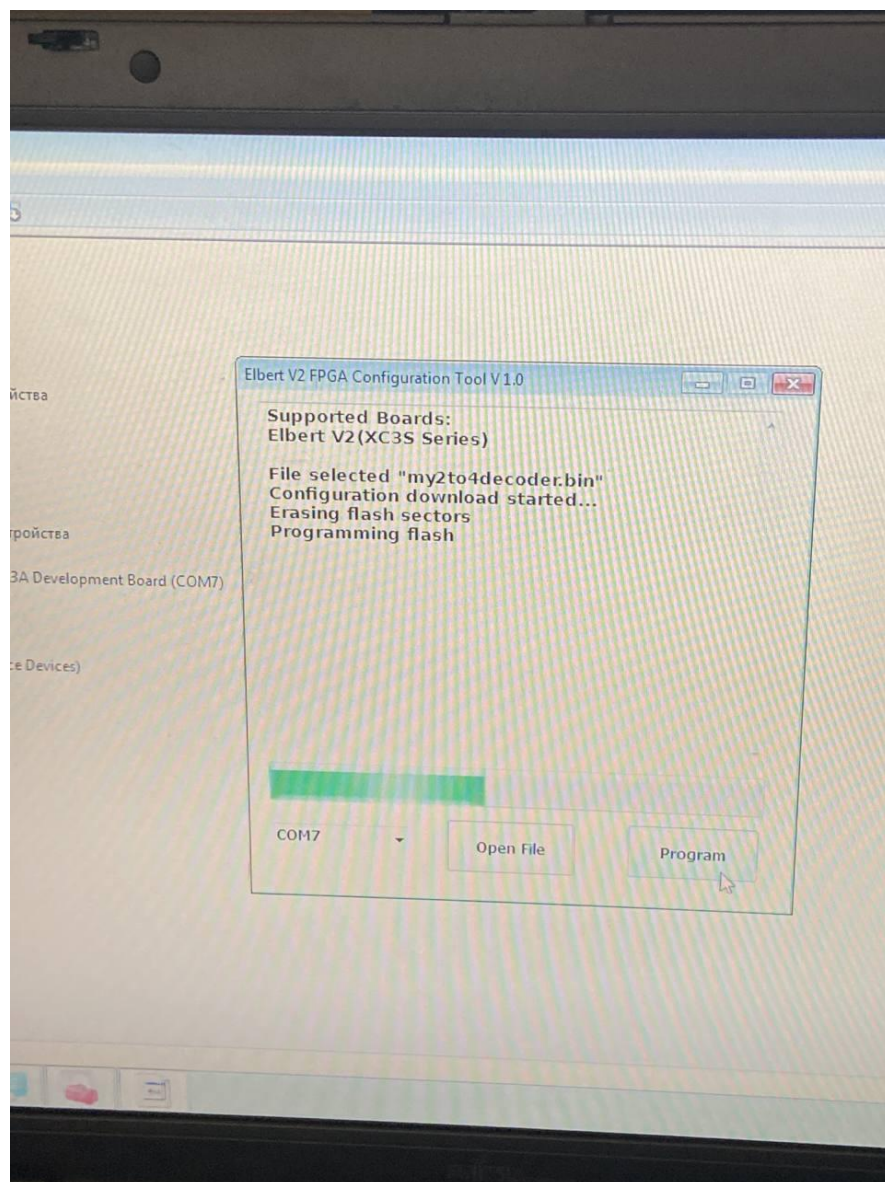 Elbert V2 FPGA Configuration Tool V 1.0
Supported Boards:
Elbert V2(XC3S Series)
File selected "my2to4decoder.bin"
Configuration download started...
Erasing flash sectors
Programming flash
йства
тройства
3A Development Board (COM7)
ce Devices)
COM7
Open File
Program